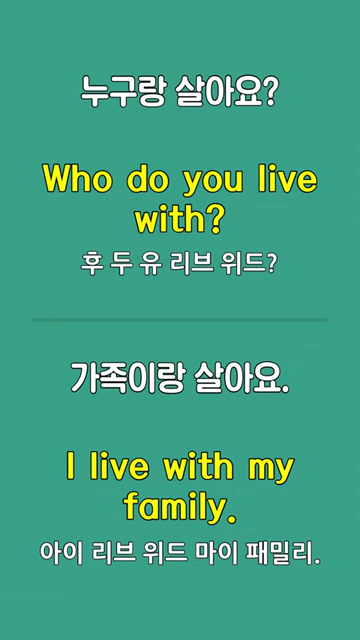 누구랑 살아요?
Who do you live
with?
후 두 유 리브 위드?
가족이랑 살아요.
I live with my
family.
아이 리브 위드 마이 패밀리.